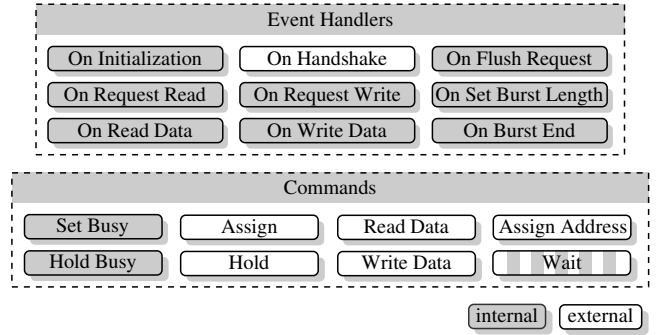 Event Handlers
On Initialization On Handshake On Flush Request
On Request Read On Request Write On Set Burst Length
On Read Data On Write Data On Burst End
Commands
Set Busy Assign Read Data Assign Address
Hold Busy Hold Write Data Wait
internal external